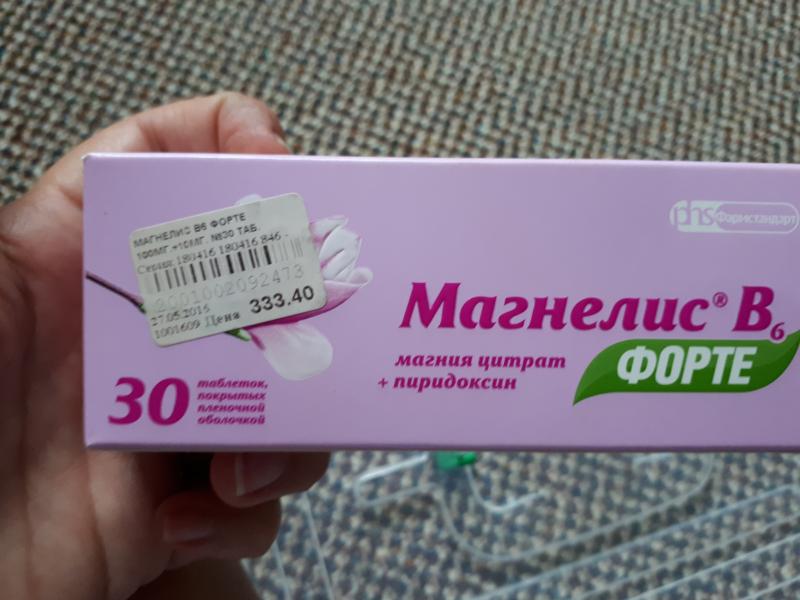 МАГНЕЛИС В6 ФОРТЕ
100МГ.+10МГ. №30 ТАБ.
Серия: 180416 180416 846 -
2001002092473
27.05.2016
1001609 Цена 333.40
phs Фармстандарт
Магнелис® B6
ФОРТЕ
магния цитрат
+ пиридоксин
30 таблеток,
покрытых
пленочной
оболочкой